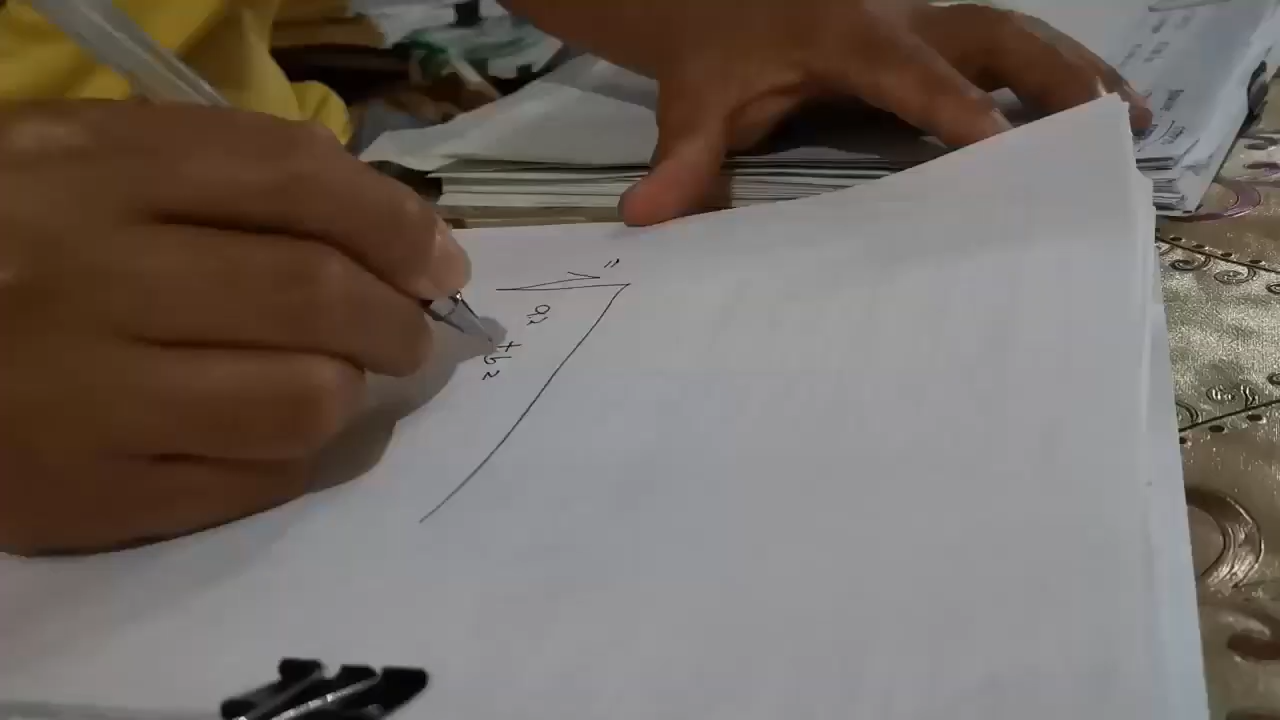 = √a² + b²